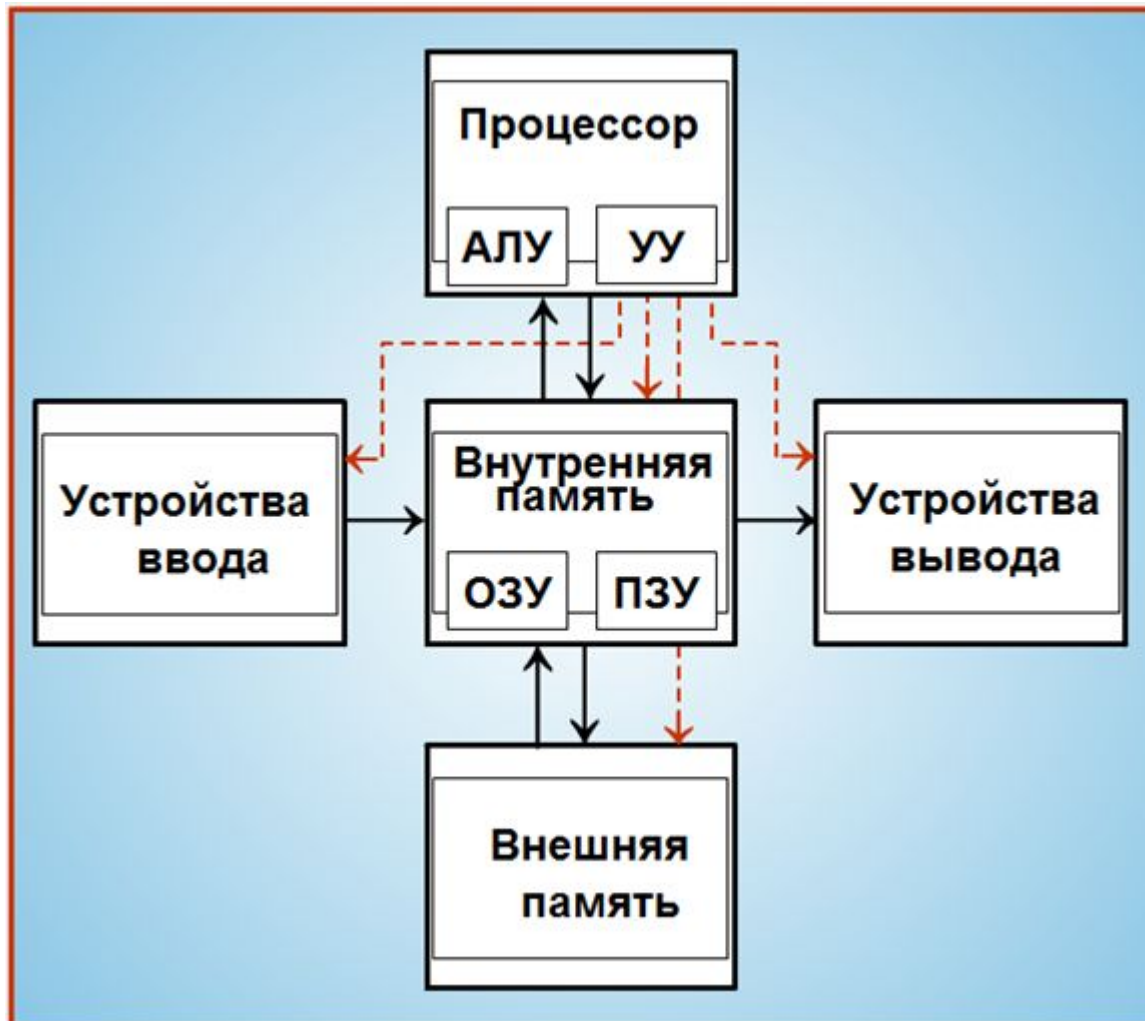 Процессор
АЛУ УУ
Устройства
ввода
Внутренняя
память
ОЗУ ПЗУ
Устройства
вывода
Внешняя
память